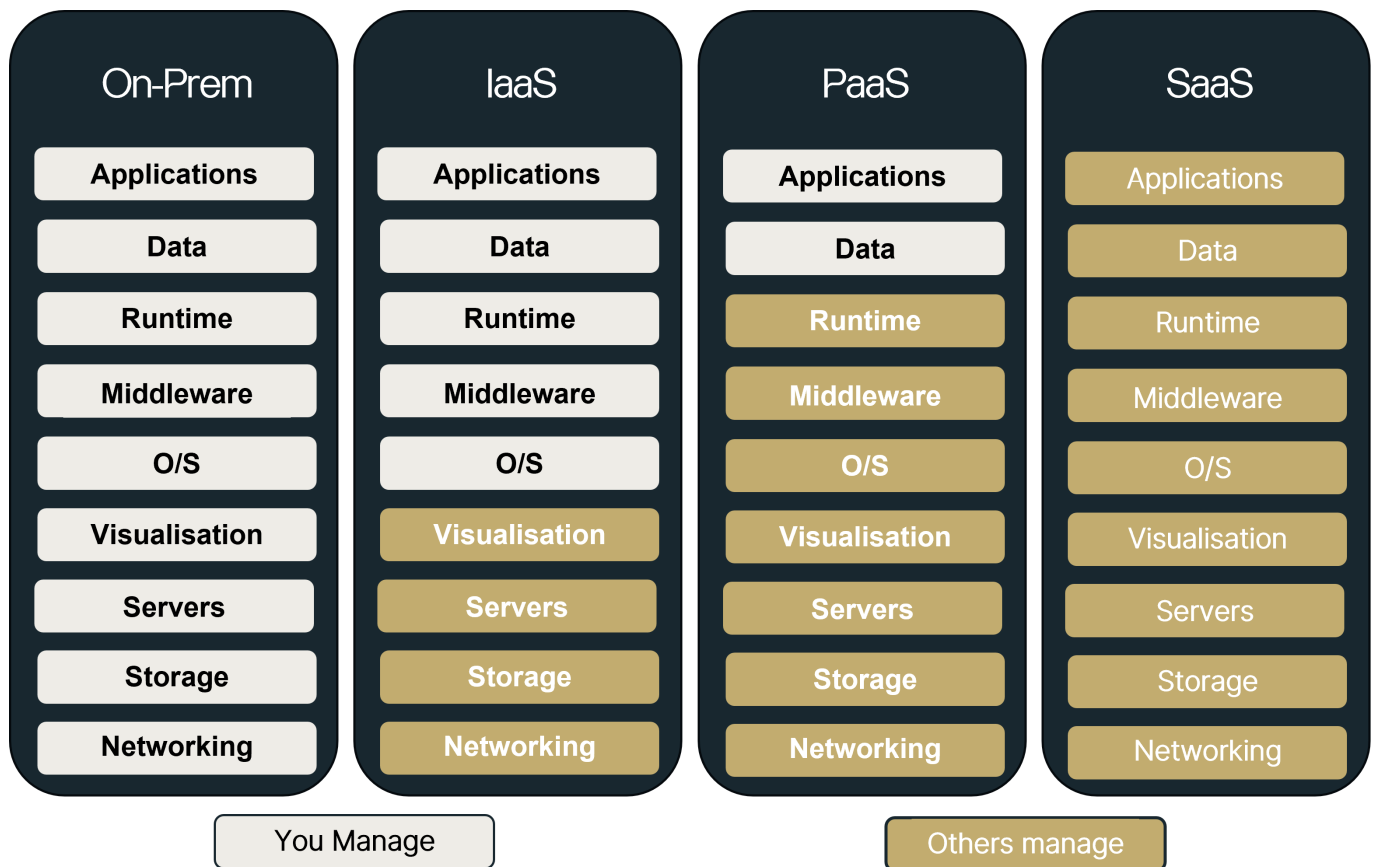 On-Prem
Applications
Data
Runtime
Middleware
O/S
Visualisation
Servers
Storage
Networking
IaaS
Applications
Data
Runtime
Middleware
O/S
Visualisation
Servers
Storage
Networking
PaaS
Applications
Data
Runtime
Middleware
O/S
Visualisation
Servers
Storage
Networking
SaaS
Applications
Data
Runtime
Middleware
O/S
Visualisation
Servers
Storage
Networking
You Manage
Others manage